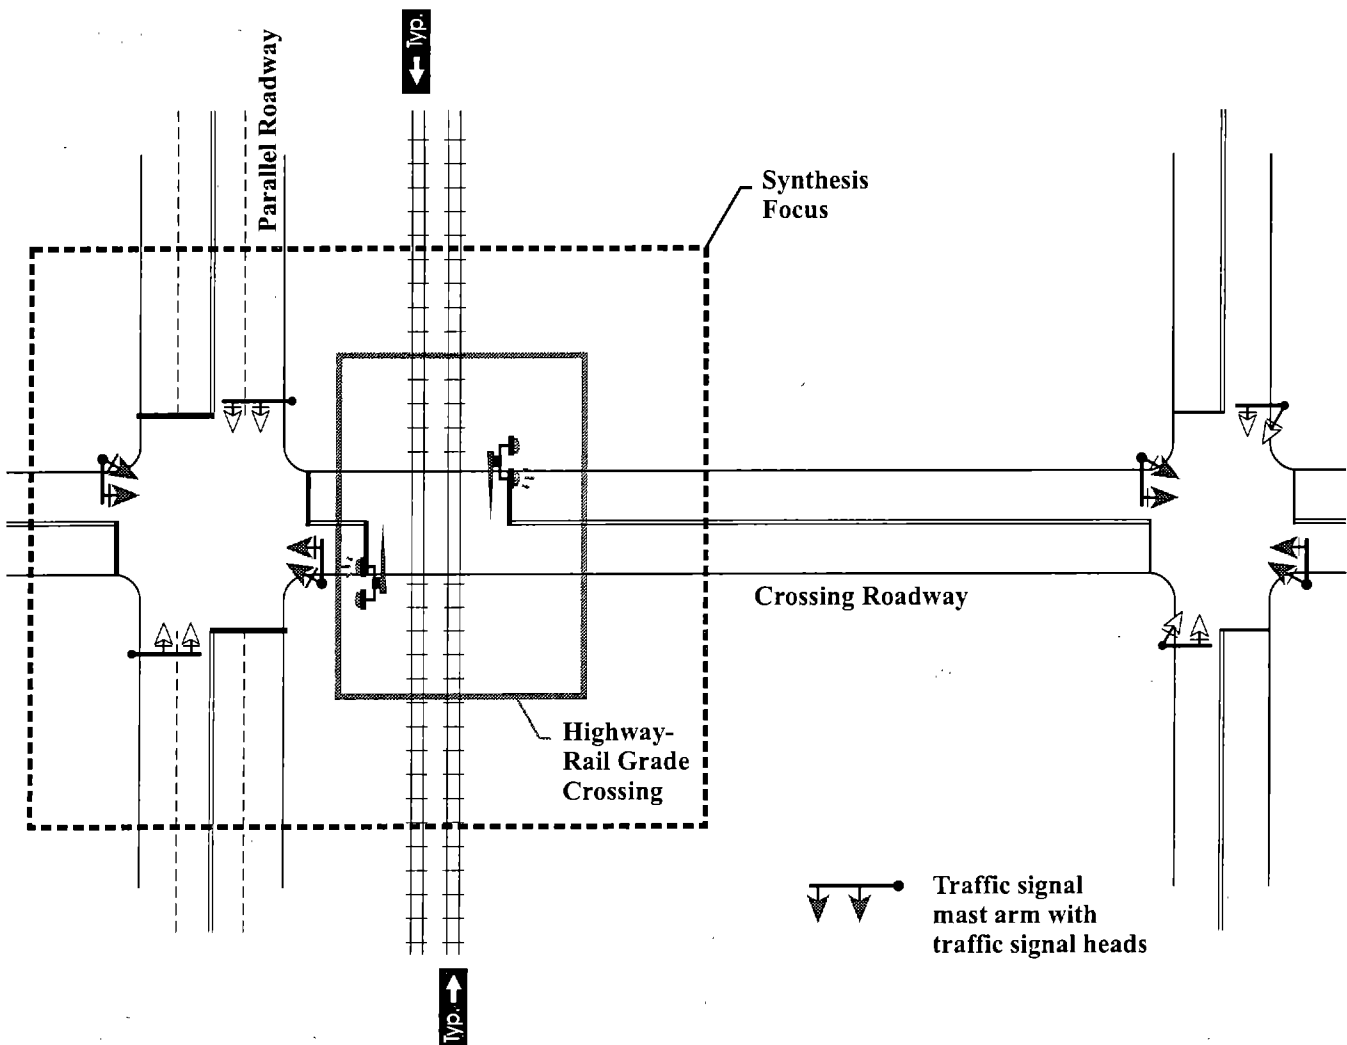 Typ.
Parallel Roadway
Synthesis
Focus
Crossing Roadway
Highway-
Rail Grade
Crossing
Traffic signal
mast arm with
traffic signal heads
Typ.